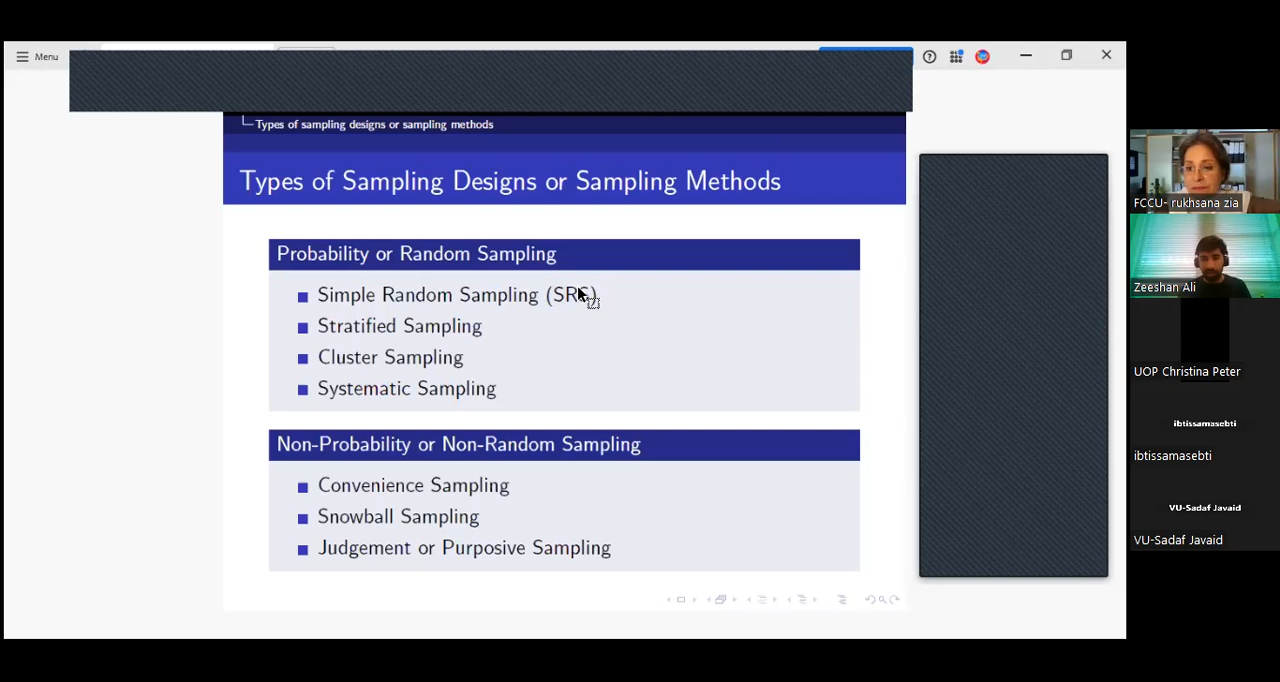 Menu
Types of sampling designs or sampling methods
Types of Sampling Designs or Sampling Methods
Probability or Random Sampling
Simple Random Sampling (SRS)
Stratified Sampling
Cluster Sampling
Systematic Sampling
Non-Probability or Non-Random Sampling
Convenience Sampling
Snowball Sampling
Judgement or Purposive Sampling
FCCU- rukhsana zia
Zeeshan Ali
UOP Christina Peter
ibtissamasebti
ibtissamasebti
VU-Sadaf Javaid
VU-Sadaf Javaid